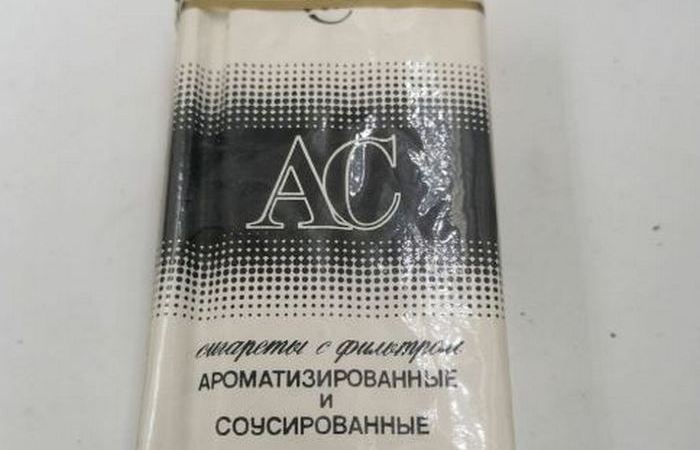 АС
сигареты с фильтром
АРОМАТИЗИРОВАННЫЕ
И
СОУСИРОВАННЫЕ